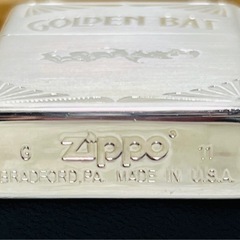 GOLDEN BAT
G zippo 11
BRADFORD, PA. MADE IN U.S.A.